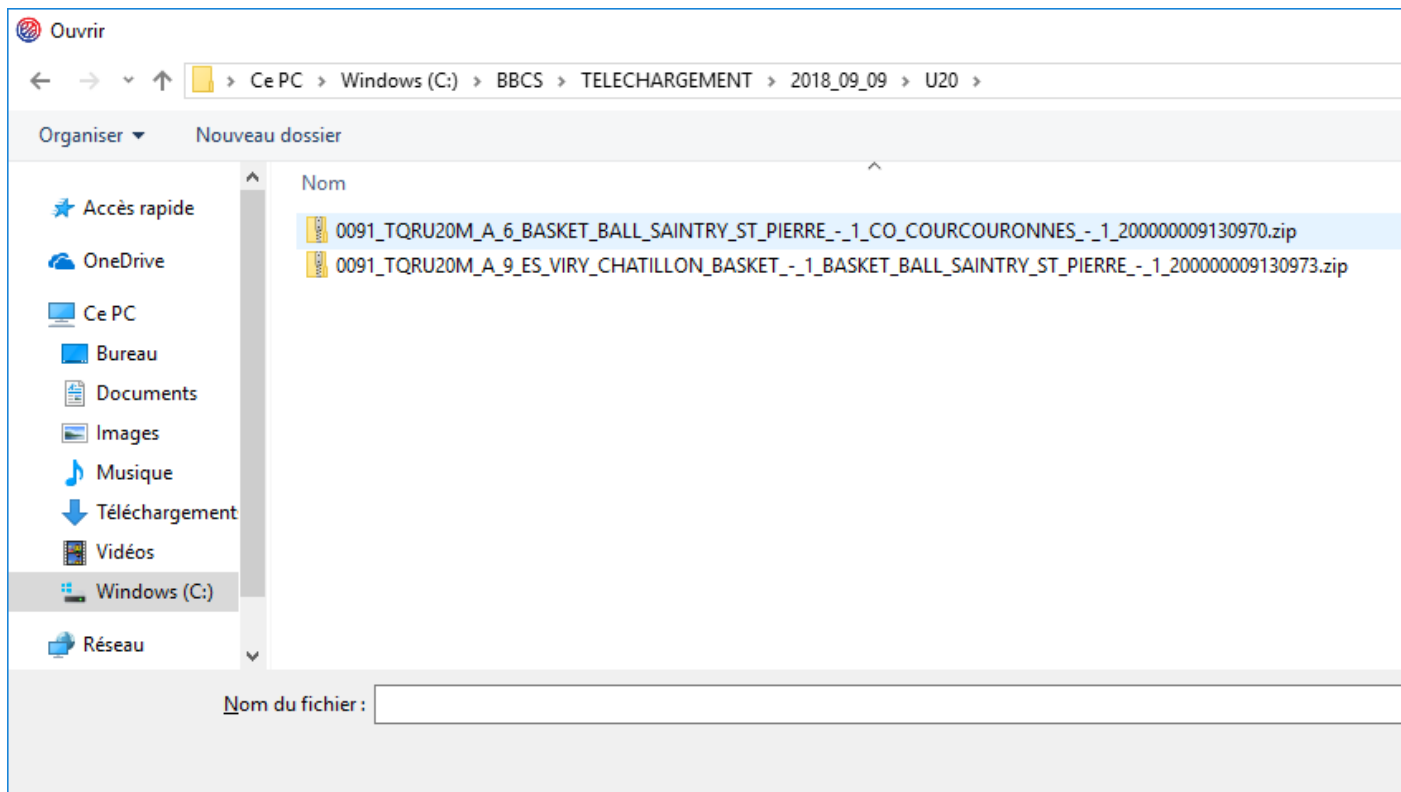 Ouvrir
Ce PC > Windows (C:) > BBCS > TELECHARGEMENT > 2018_09_09 > U20 >
Organiser Nouveau dossier
Nom
Accès rapide
OneDrive
Ce PC
Bureau
Documents
Images
Musique
Téléchargement
Vidéos
Windows (C:)
Réseau
0091_TQRU20M_A_6_BASKET_BALL_SAINTRY_ST_PIERRE_-_1_CO_COURCOURONNES_-_1_200000009130970.zip
0091_TQRU20M_A_9_ES_VIRY_CHATILLON_BASKET_-_1_BASKET_BALL_SAINTRY_ST_PIERRE_-_1_200000009130973.zip
Nom du fichier :